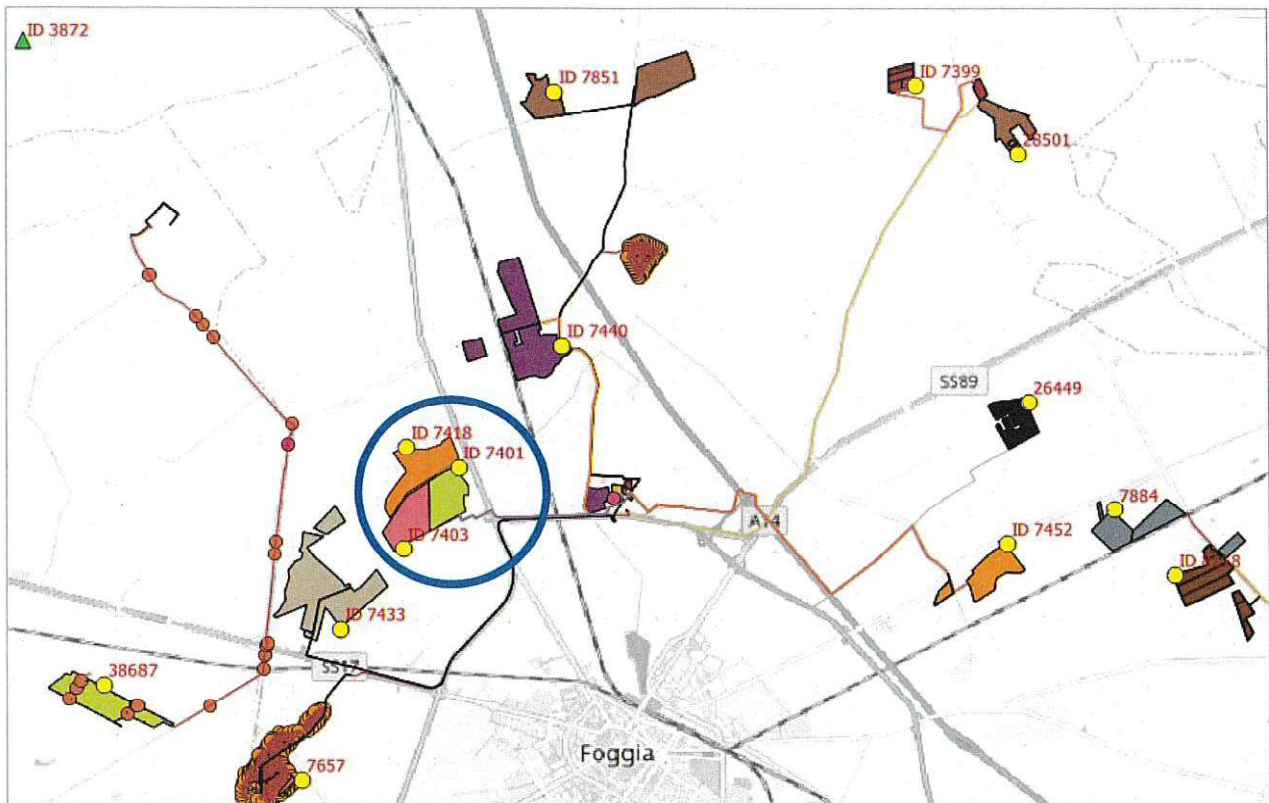 ID 3872
ID 7851
ID 7399
28501
ID 7440
SS89
26449
ID 7418
ID 7401
ID 7403
7884
ID 7452
ID 7433
SS17
38687
7657
Foggia